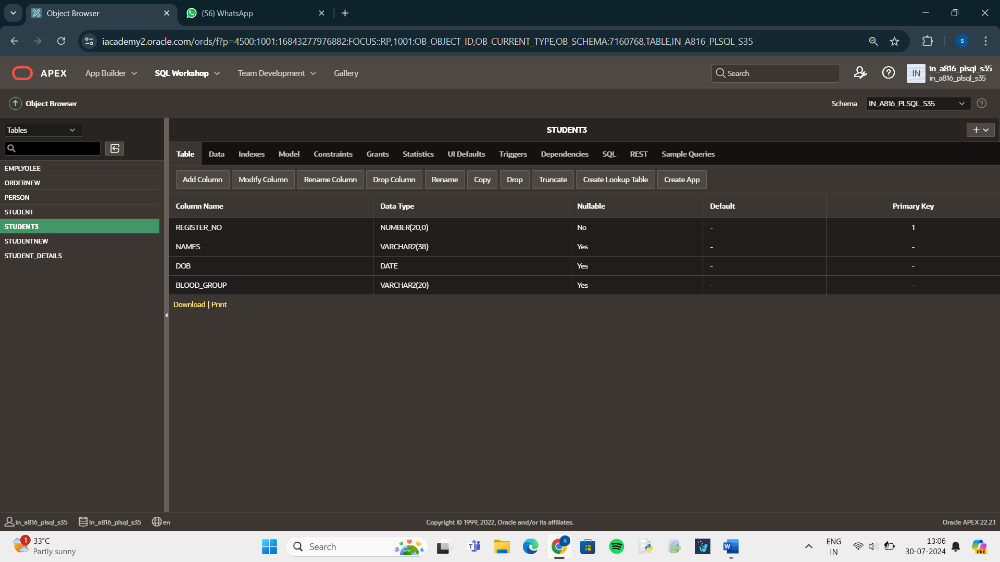 Object Browser
(56) WhatsApp
iacademy2.oracle.com/ords/f?p=4500:1001:16843277976882:FOCUS::RP,1001:OB_OBJECT_ID,OB_CURRENT_TYPE,OB_SCHEMA:7160768,TABLE,IN_A816_PLSQL_S35
S
APEX
App Builder
SQL Workshop
Team Development
Gallery
Search
IN
in_a816_plsql_s35
in_a816_plsql_s35
Object Browser
Schema
IN_A816_PLSQL_S35
Tables
EMPLYOLEE
ORDERNEW
PERSON
STUDENT
STUDENT3
STUDENTNEW
STUDENT_DETAILS
STUDENT3
Table Data Indexes Model Constraints Grants Statistics UI Defaults Triggers Dependencies SQL REST Sample Queries
Add Column Modify Column Rename Column Drop Column Rename Copy Drop Truncate Create Lookup Table Create App
Column Name Data Type Nullable Default Primary Key
REGISTER_NO NUMBER(20,0) No - 1
NAMES VARCHAR2(38) Yes - -
DOB DATE Yes - -
BLOOD_GROUP VARCHAR2(20) Yes - -
Download | Print
in_a816_plsql_s35 in_a816_plsql_s35 en
Copyright © 1999, 2022, Oracle and/or its affiliates.
Oracle APEX 22.2.1
1
33°C
Partly sunny
Search
S
W
ENG
IN
13:06
30-07-2024
PRE